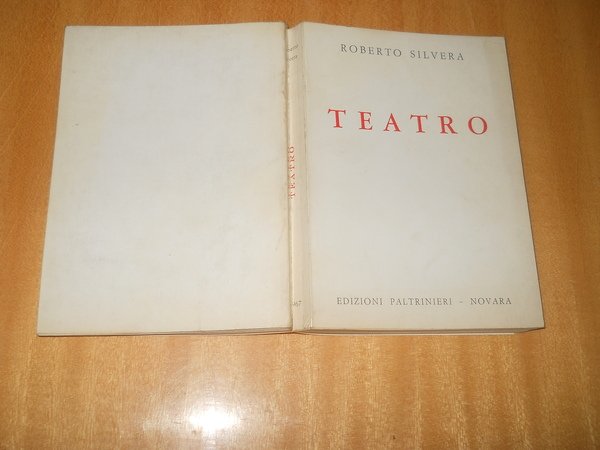 ROBERTO SILVERA
TEATRO
EDIZIONI PALTRINIERI - NOVARA
TEATRO